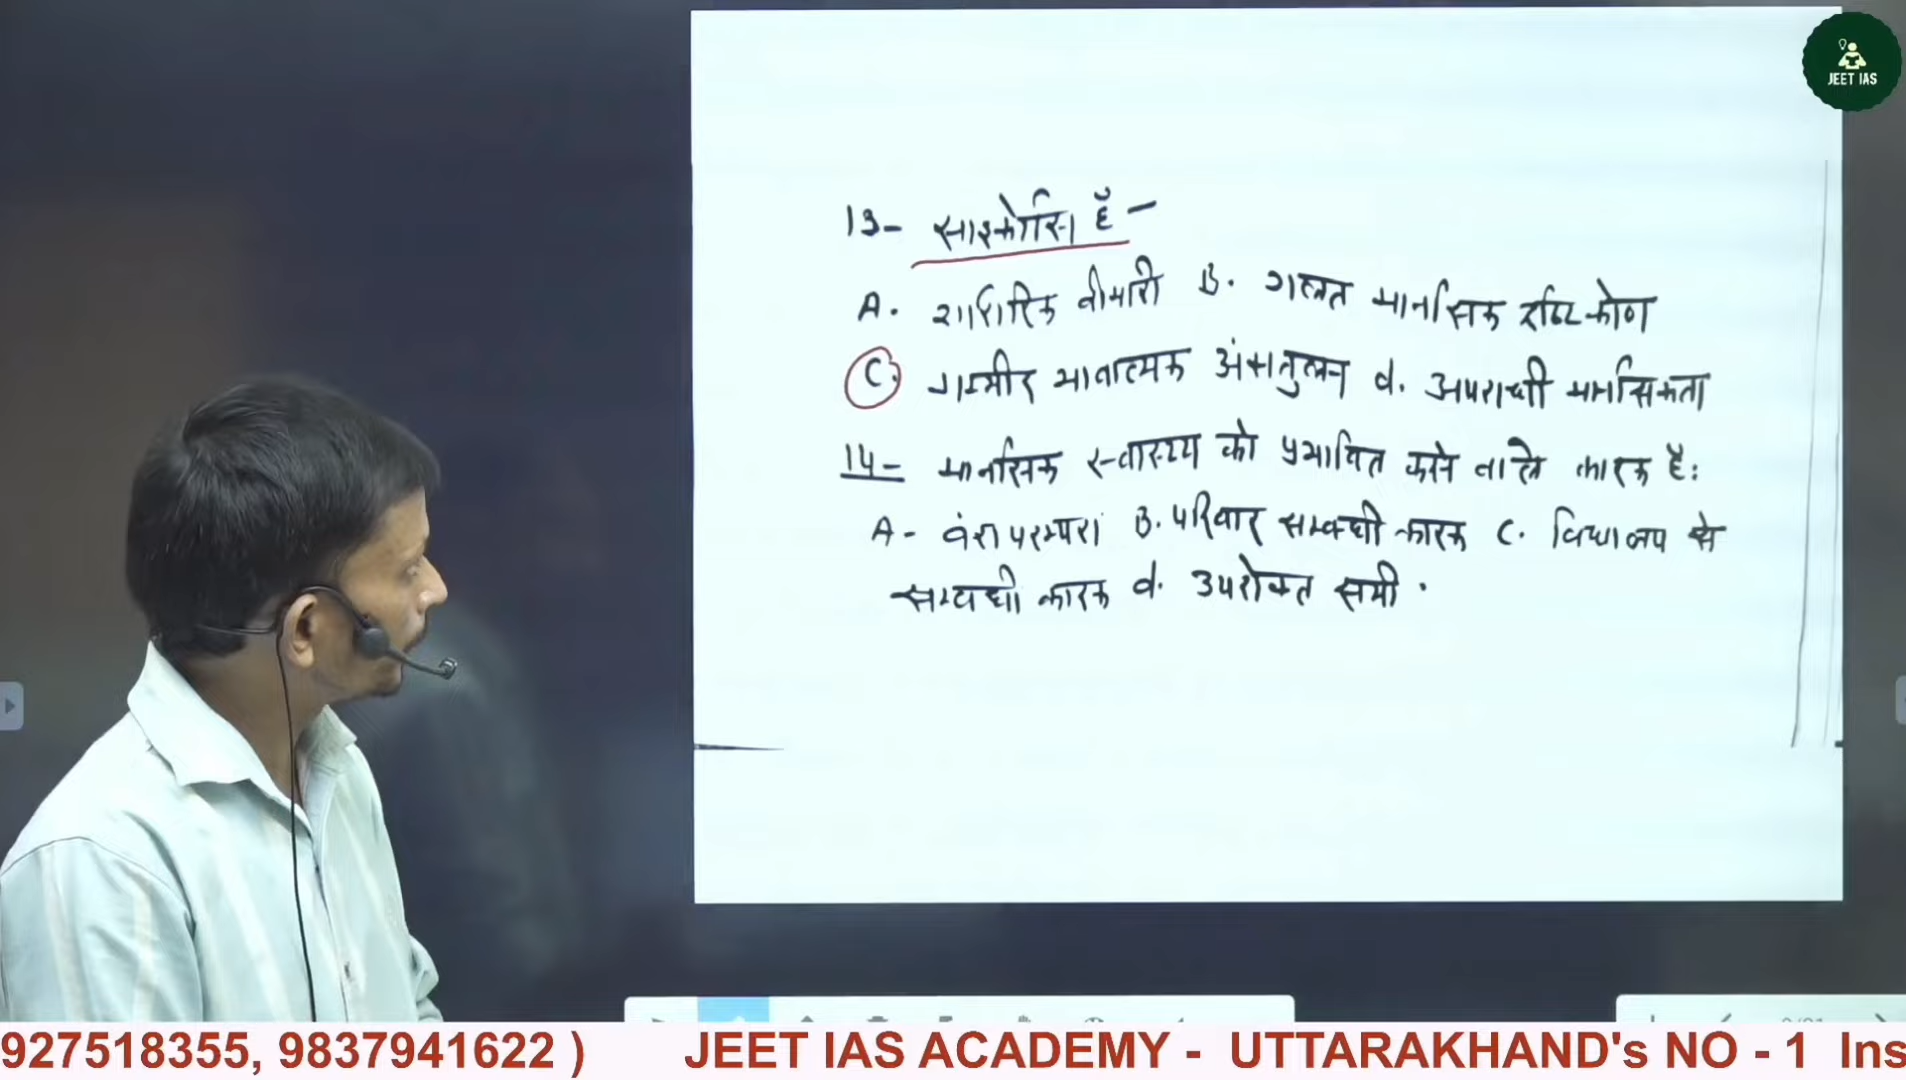 JEET IAS
13- साइकोसि हैं -
A. शारीरिक बीमारी B. गलत मानसिक दृष्टिकोण
C. गम्भीर भावात्मक असंतुलन d. अपराधी मानसिकता
14- मानसिक स्वास्थ्य को प्रभावित करने वाले कारक है:
A- वंश परम्परा B. परिवार सम्बन्धी कारक C. विद्यालय से
सम्बन्धी कारक d. उपरोक्त सभी .
927518355, 9837941622 ) JEET IAS ACADEMY - UTTARAKHAND's NO - 1 Ins